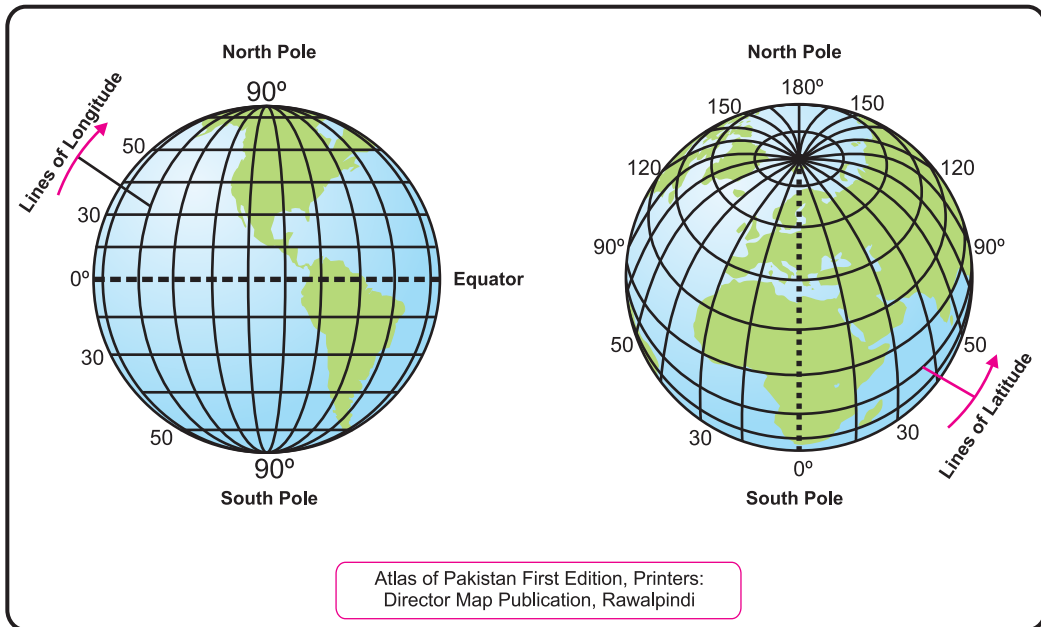 North Pole
90º
Lines of Longitude
50
30
0º
Equator
30
50
90º
South Pole
North Pole
180º
150
150
120
120
90º
90º
50
50
30
30
Lines of Latitude
0º
South Pole
Atlas of Pakistan First Edition, Printers:
Director Map Publication, Rawalpindi